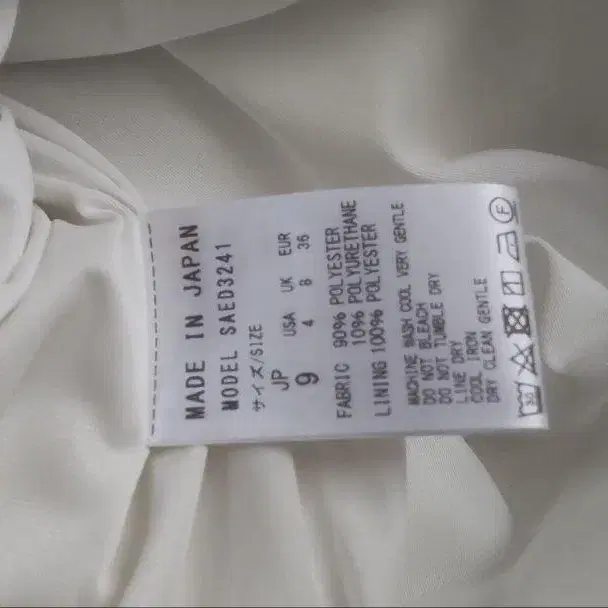 MADE IN JAPAN
MODEL SAED3241
サイズ/SIZE
JP USA UK EUR
9 4 8 36
FABRIC 90% POLYESTER
10% POLYURETHANE
LINING 100% POLYESTER
MACHINE WASH COOL VERY GENTLE
DO NOT BLEACH
DO NOT TUMBLE DRY
LINE DRY
COOL IRON
DRY CLEAN GENTLE
30 F